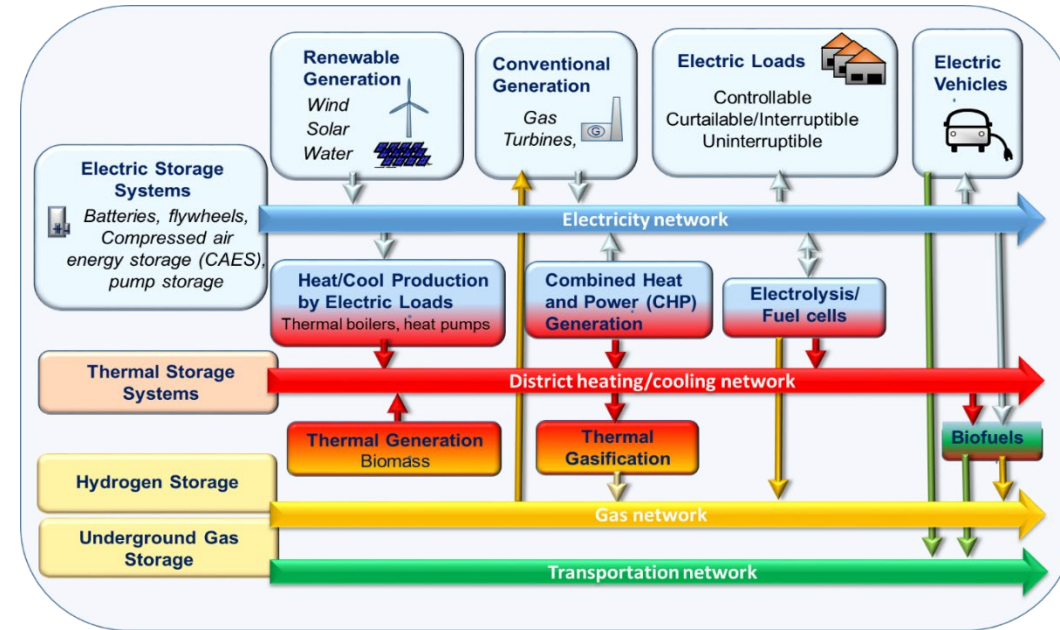 Renewable
Generation
Wind
Solar
Water
Conventional
Generation
Gas
Turbines,
G
Electric Loads
Controllable
Curtailable/Interruptible
Uninterruptible
Electric
Vehicles
Electric Storage
Systems
Batteries, flywheels,
Compressed air
energy storage (CAES),
pump storage
Electricity network
Heat/Cool Production
by Electric Loads
Thermal boilers, heat pumps
Combined Heat
and Power (CHP)
Generation
Electrolysis/
Fuel cells
Thermal Storage
Systems
District heating/cooling network
Thermal Generation
Biomass
Thermal
Gasification
Biofuels
Hydrogen Storage
Gas network
Underground Gas
Storage
Transportation network